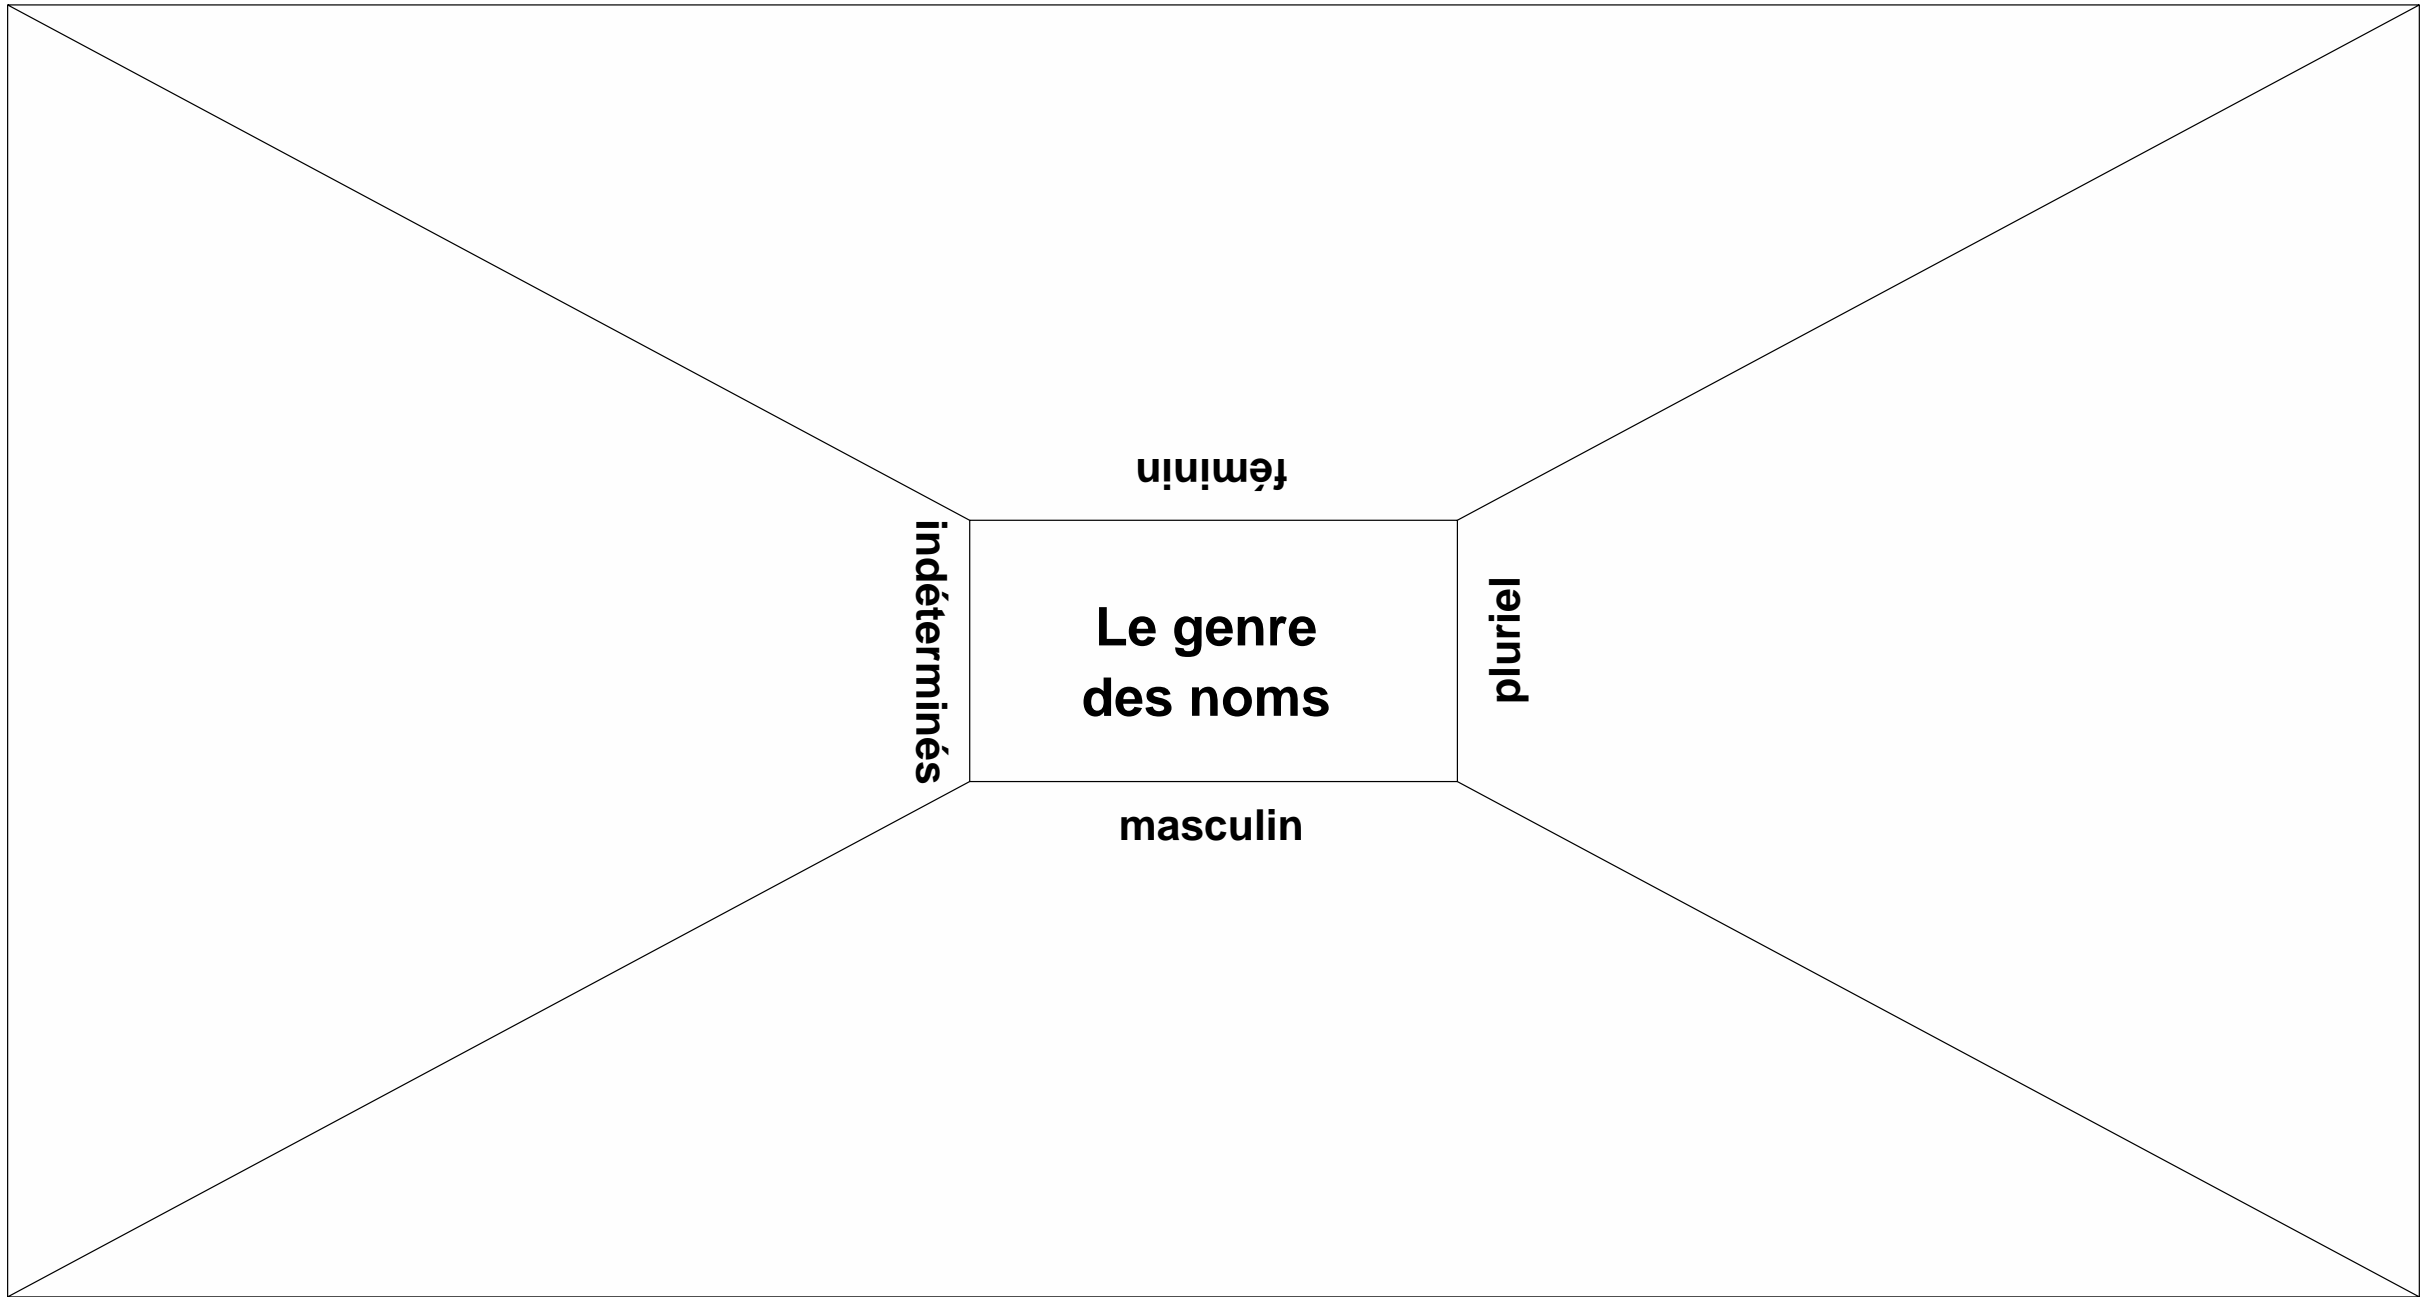 féminin
indéterminés
Le genre
des noms
pluriel
masculin